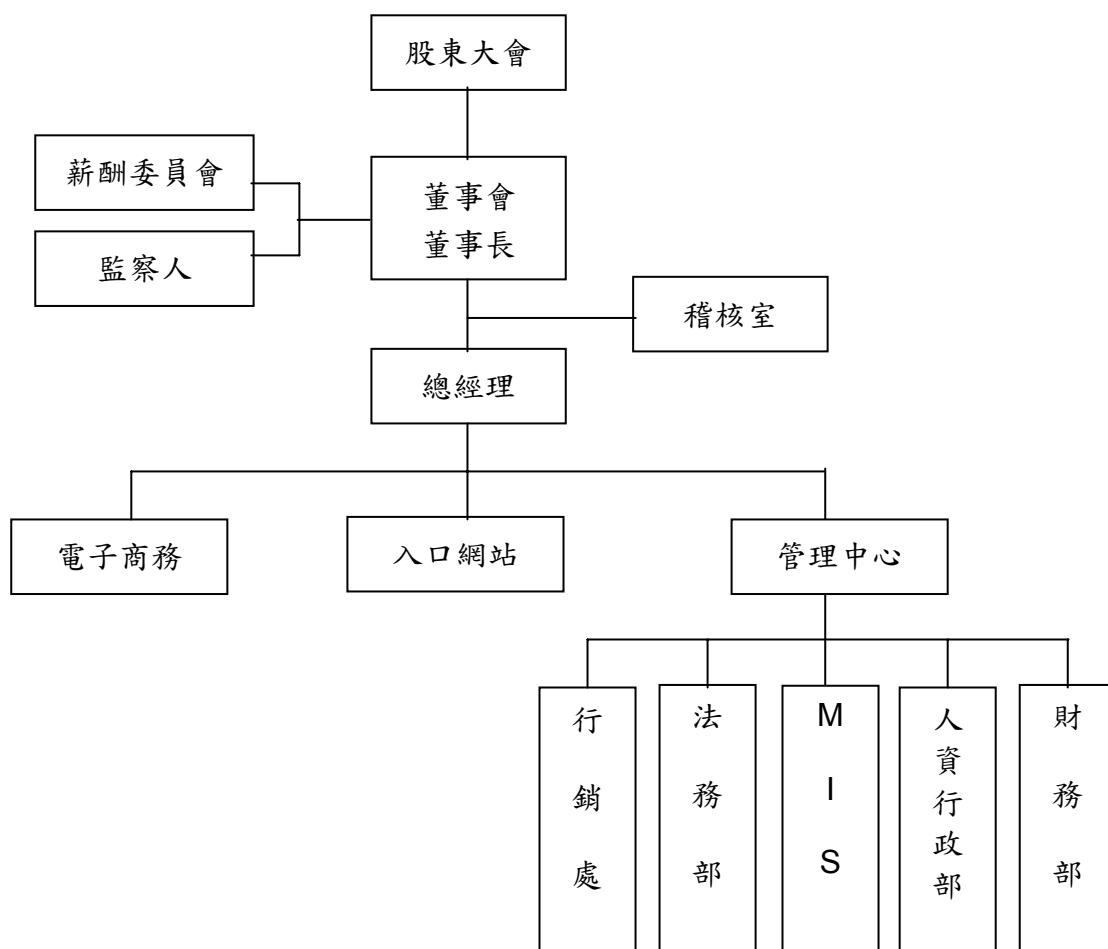 股東大會
薪酬委員會
董事會
董事長
監察人
稽核室
總經理
電子商務
入口網站
管理中心
行銷處
法務部
MIS
人資行政部
財務部